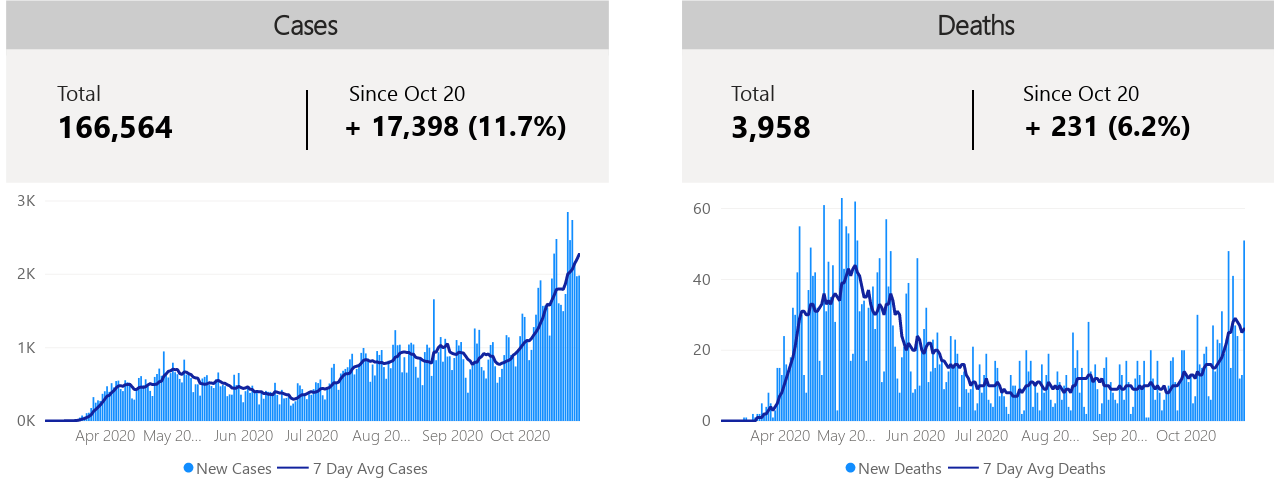 Cases
Total
166,564
Since Oct 20
+ 17,398 (11.7%)
3K
2K
1K
0K
Apr 2020 May 20... Jun 2020 Jul 2020 Aug 20... Sep 2020 Oct 2020
New Cases 7 Day Avg Cases
Deaths
Total
3,958
Since Oct 20
+ 231 (6.2%)
60
40
20
0
Apr 2020 May 20... Jun 2020 Jul 2020 Aug 20... Sep 20... Oct 2020
New Deaths 7 Day Avg Deaths